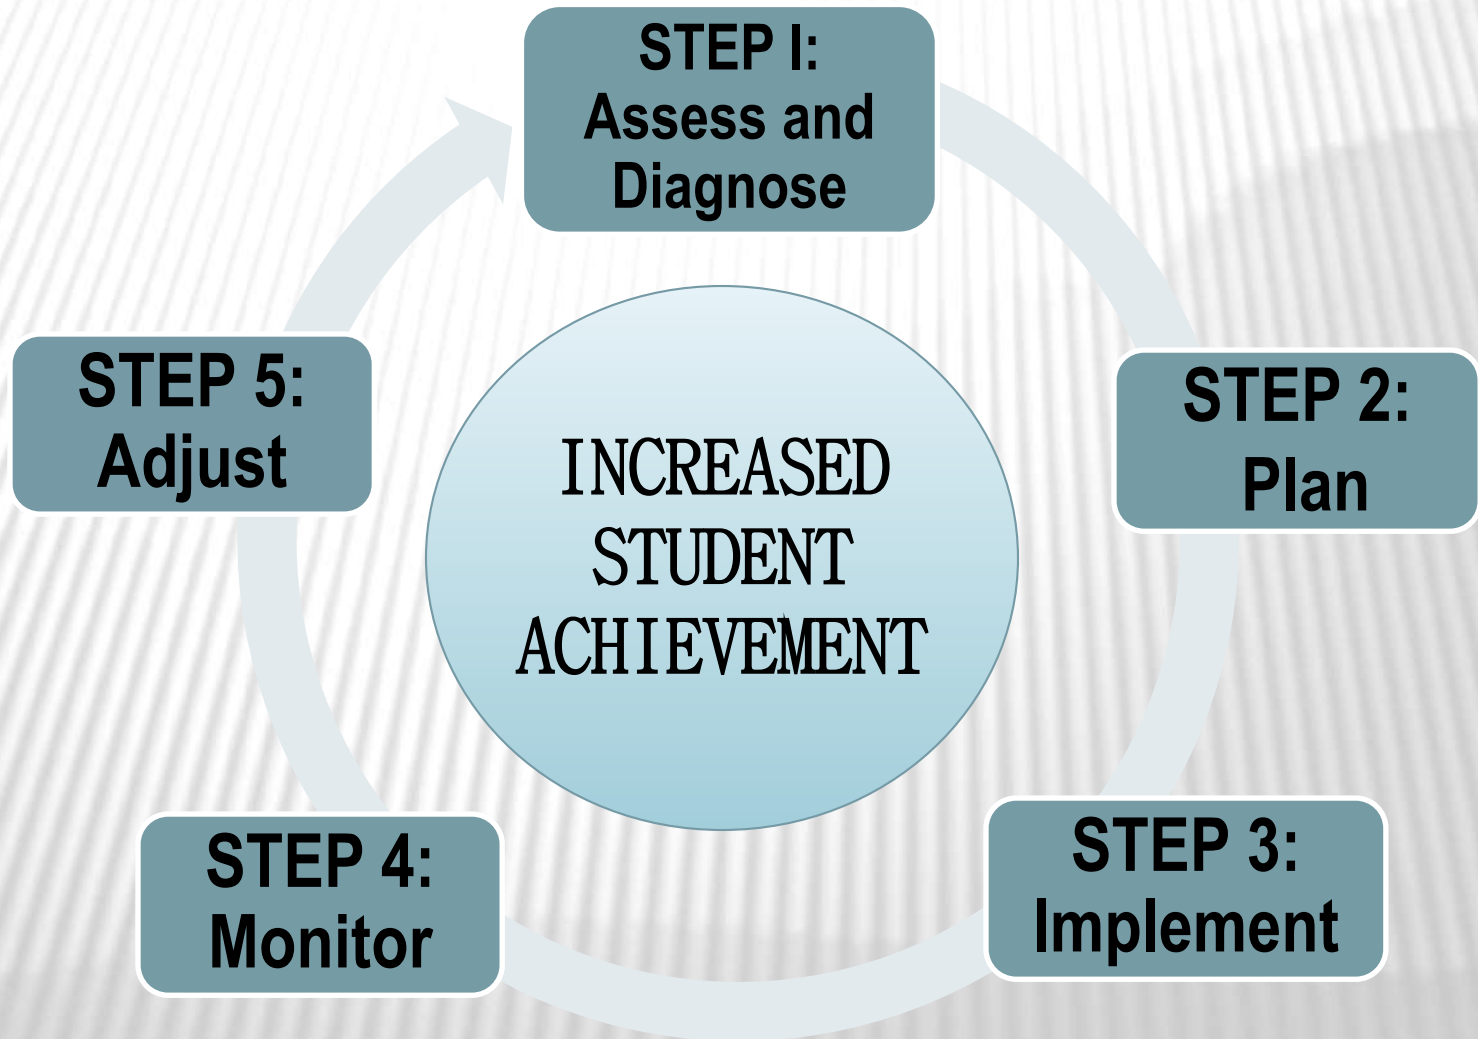 STEP I:
Assess and
Diagnose
STEP 2:
Plan
STEP 3:
Implement
STEP 4:
Monitor
STEP 5:
Adjust
INCREASED
STUDENT
ACHIEVEMENT